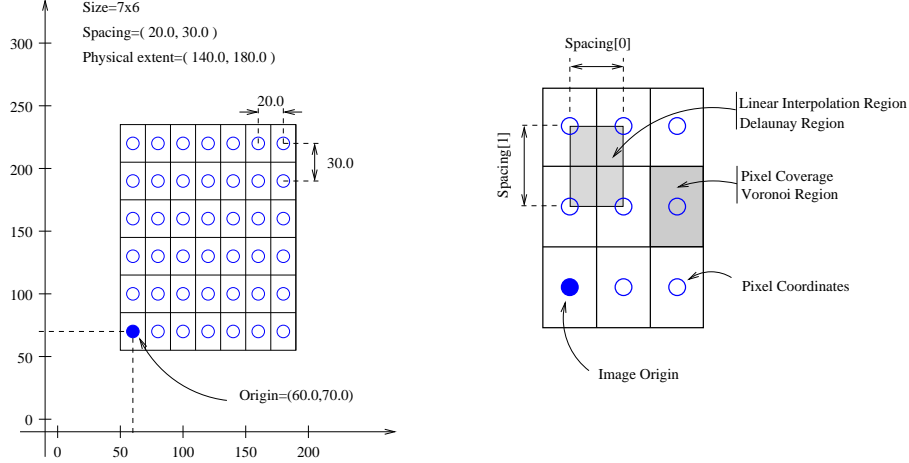 Size=7x6
Spacing=( 20.0, 30.0 )
Physical extent=( 140.0, 180.0 )
300
250
200
150
100
50
0
0
50
100
150
200
20.0
30.0
Origin=(60.0,70.0)
Spacing[0]
Spacing[1]
Linear Interpolation Region
Delaunay Region
Pixel Coverage
Voronoi Region
Pixel Coordinates
Image Origin